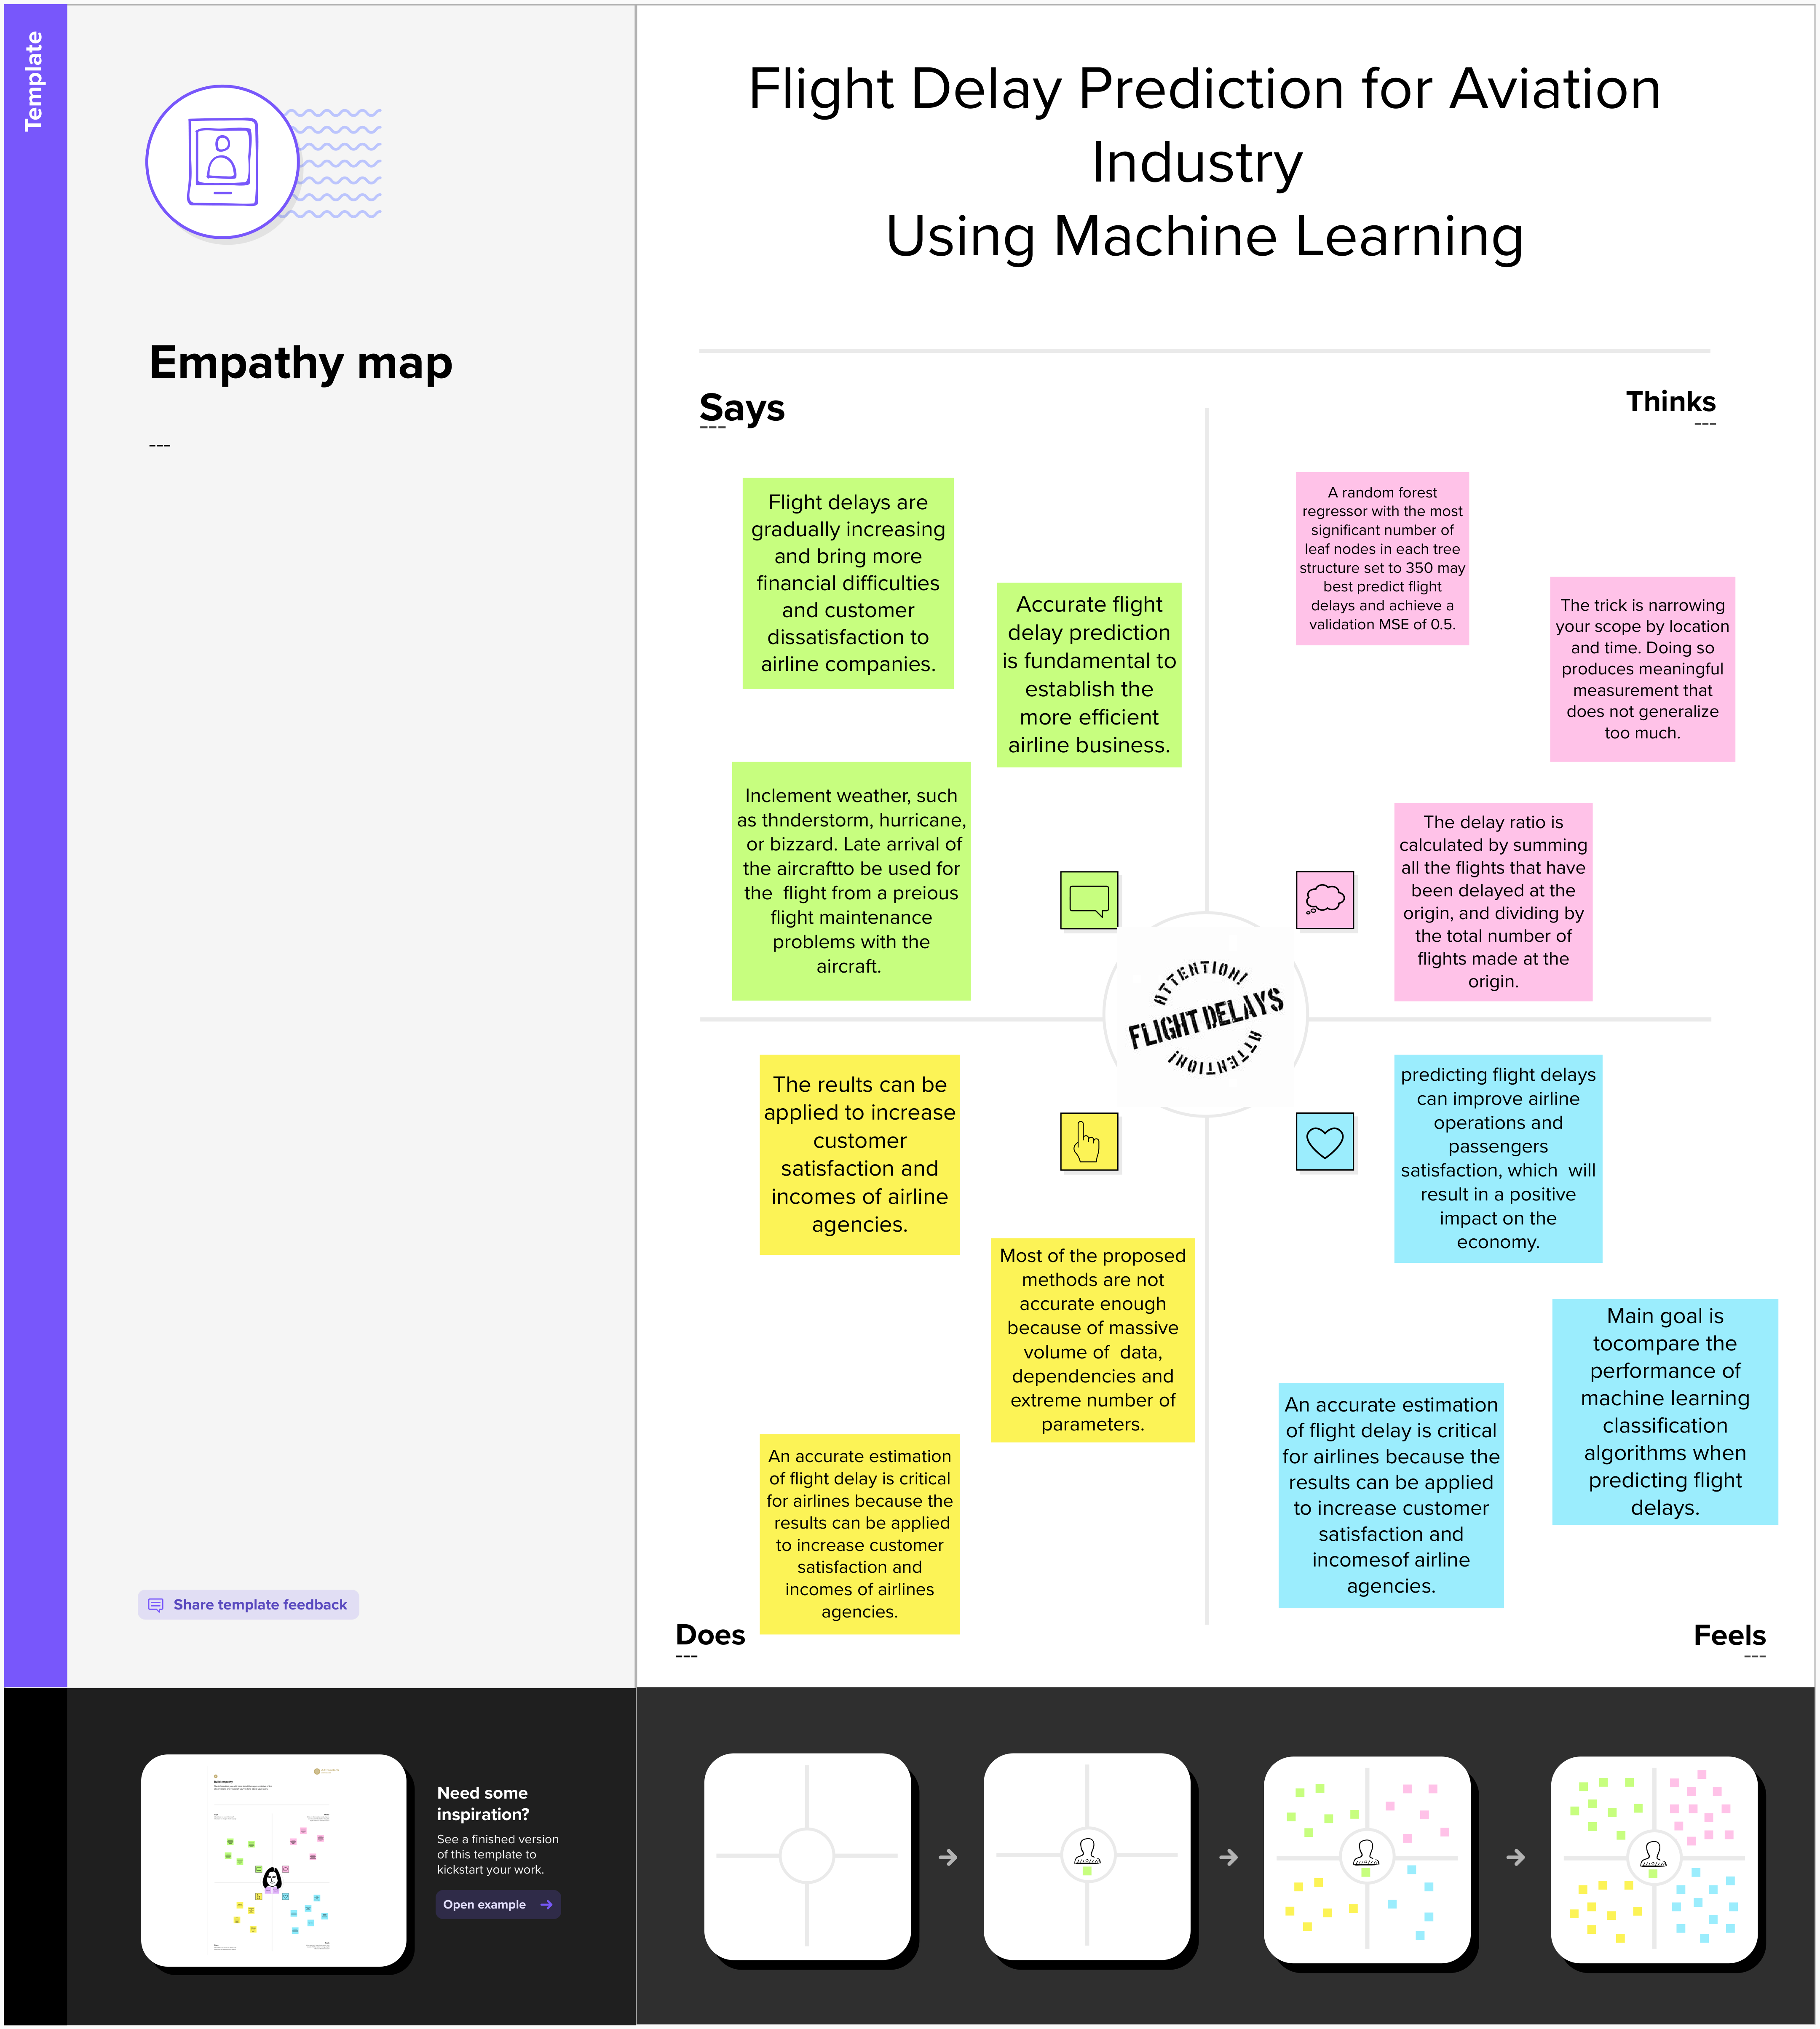 Template
Empathy map
---
Share template feedback
Flight Delay Prediction for Aviation
Industry
Using Machine Learning
Says
---
Thinks
---
Flight delays are
gradually increasing
and bring more
financial difficulties
and customer
dissatisfaction to
airline companies.
Accurate flight
delay prediction
is fundamental to
establish the
more efficient
airline business.
Inclement weather, such
as thnderstorm, hurricane,
or bizzard. Late arrival of
the aircraftto be used for
the  flight from a preious
flight maintenance
problems with the
aircraft.
A random forest
regressor with the most
significant number of
leaf nodes in each tree
structure set to 350 may
best predict flight
delays and achieve a
validation MSE of 0.5.
The trick is narrowing
your scope by location
and time. Doing so
produces meaningful
measurement that
does not generalize
too much.
The delay ratio is
calculated by summing
all the flights that have
been delayed at the
origin, and dividing by
the total number of
flights made at the
origin.
ATTENTION!
FLIGHT DELAYS
ATTENTION!
The reults can be
applied to increase
customer
satisfaction and
incomes of airline
agencies.
Most of the proposed
methods are not
accurate enough
because of massive
volume of  data,
dependencies and
extreme number of
parameters.
An accurate estimation
of flight delay is critical
for airlines because the
results can be applied
to increase customer
satisfaction and
incomes of airlines
agencies.
predicting flight delays
can improve airline
operations and
passengers
satisfaction, which  will
result in a positive
impact on the
economy.
Main goal is
tocompare the
performance of
machine learning
classification
algorithms when
predicting flight
delays.
An accurate estimation
of flight delay is critical
for airlines because the
results can be applied
to increase customer
satisfaction and
incomesof airline
agencies.
Does
---
Feels
---
Need some
inspiration?
See a finished version
of this template to
kickstart your work.
Open example